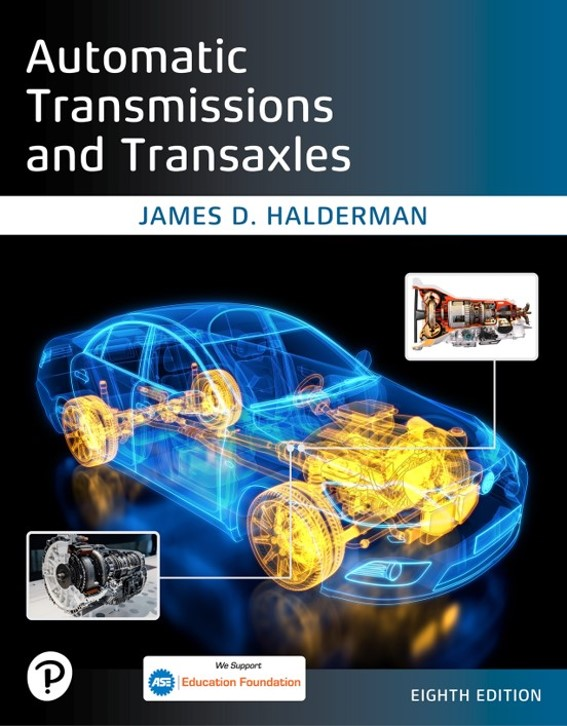 Automatic
Transmissions
and Transaxles
JAMES D. HALDERMAN
P
We Support
ASE Education Foundation
EIGHTH EDITION